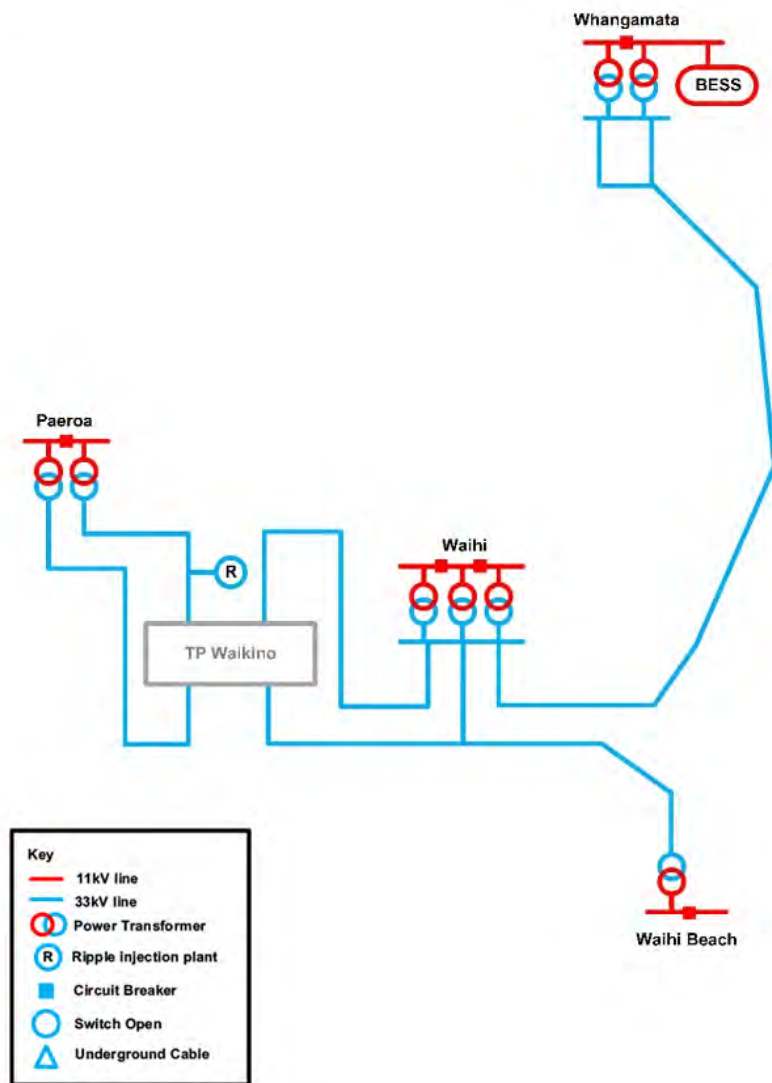 Whangamata
BESS
Paeroa
R
Waihi
TP Waikino
Waihi Beach
Key
11kV line
33kV line
Power Transformer
R
Ripple injection plant
Circuit Breaker
Switch Open
Underground Cable